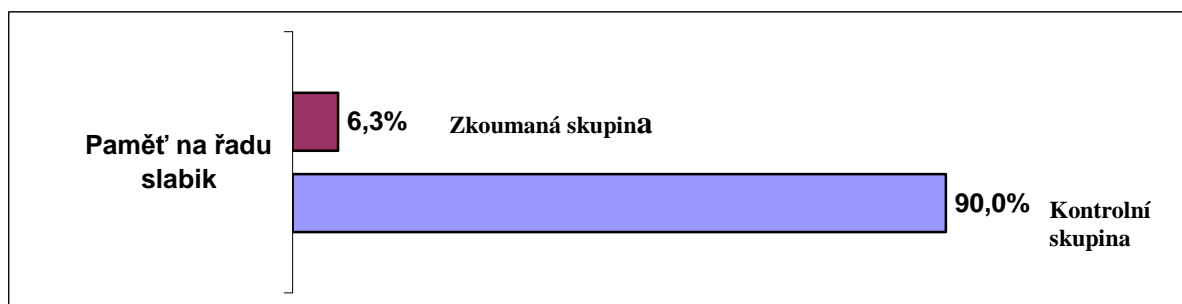 Paměť na řadu
slabik
6,3%
Zkoumaná skupina
90,0%
Kontrolní
skupina